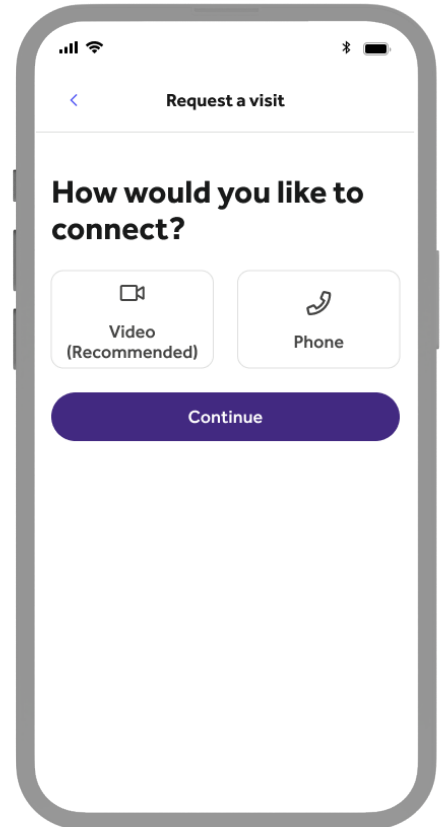 Request a visit
How would you like to
connect?
Video
(Recommended)
Phone
Continue